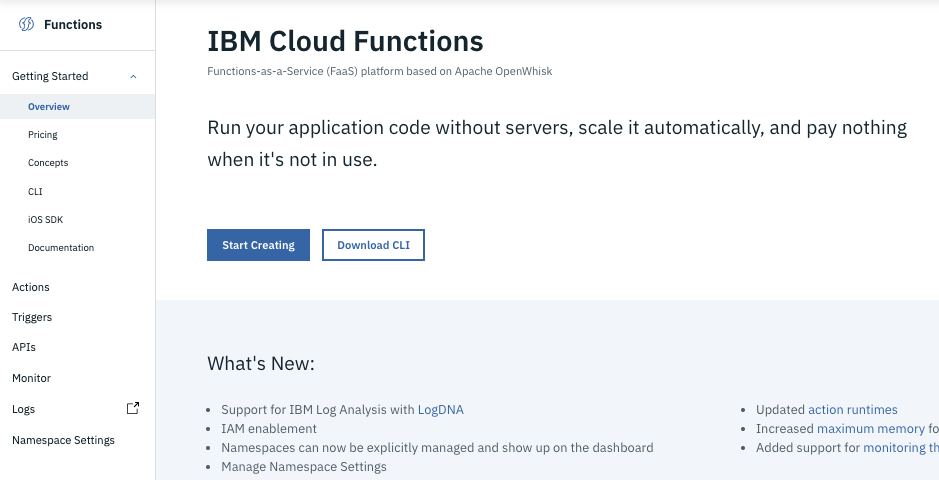 Functions
Getting Started
Overview
Pricing
Concepts
CLI
iOS SDK
Documentation
Actions
Triggers
APIs
Monitor
Logs
Namespace Settings
IBM Cloud Functions
Functions-as-a-Service (FaaS) platform based on Apache OpenWhisk
Run your application code without servers, scale it automatically, and pay nothing
when it's not in use.
Start Creating
Download CLI
What's New:
Support for IBM Log Analysis with LogDNA
IAM enablement
Namespaces can now be explicitly managed and show up on the dashboard
Manage Namespace Settings
Updated action runtimes
Increased maximum memory fo
Added support for monitoring th